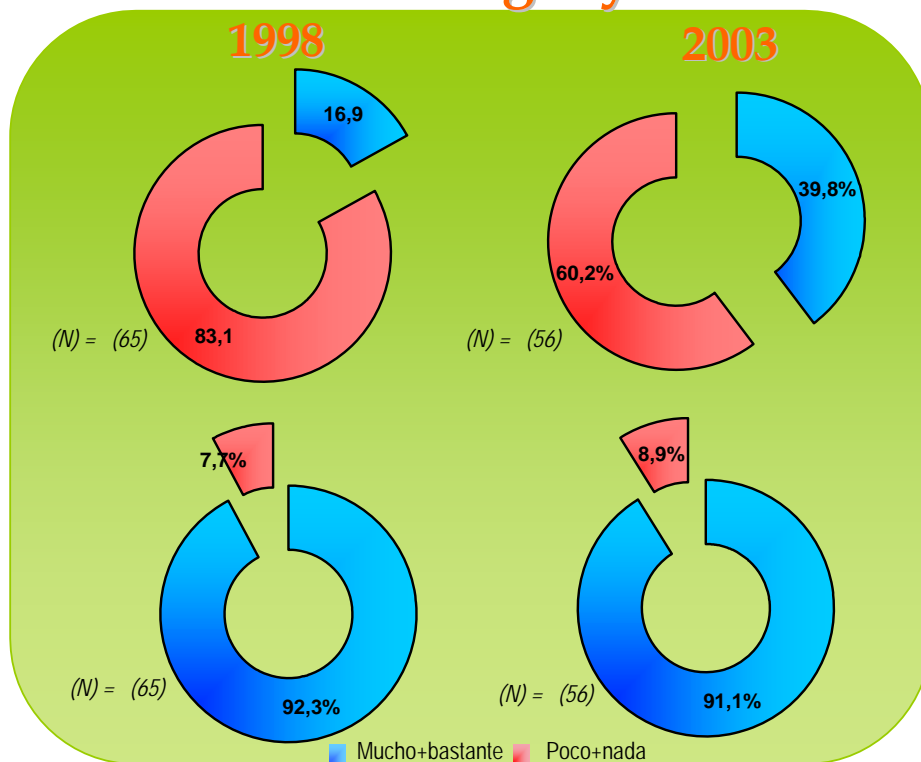 1998
2003
16,9
39,8%
60,2%
83,1
(N) = (65)
(N) = (56)
7,7%
8,9%
(N) = (65)
(N) = (56)
92,3%
91,1%
Mucho+bastante
Poco+nada